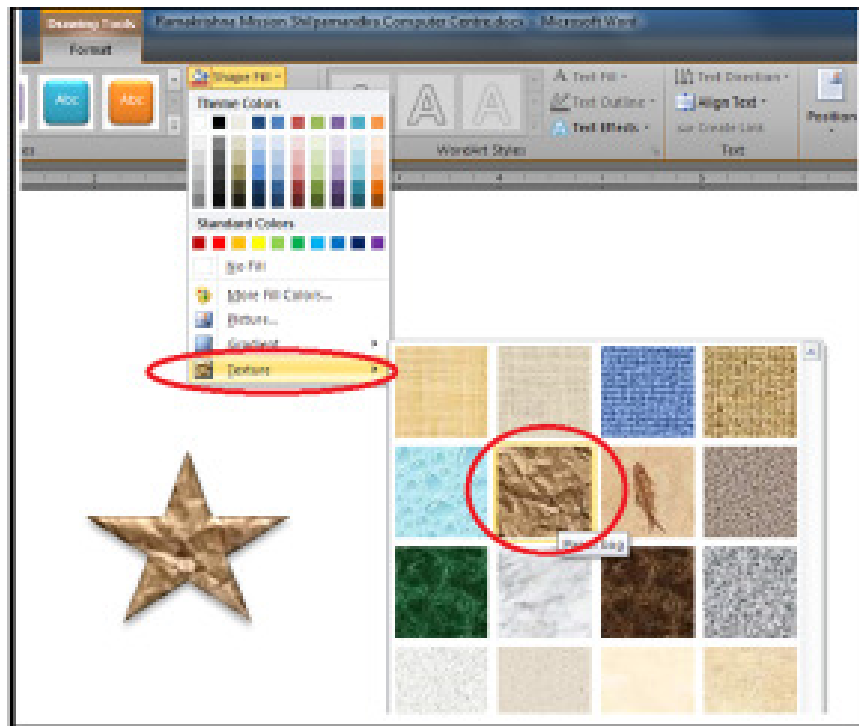 Drawing Tools Ramakrishna Mission Shilpamandira Computer Centre.docx - Microsoft Word
Format
Shape Fill
Abc Abc
A A
Text Fill
Text Outline
Text Effects
Text Direction
Align Text
Create Link
Position
WordArt Styles
Text
Theme Colors
Standard Colors
No Fill
More Fill Colors...
Picture...
Gradient
Texture